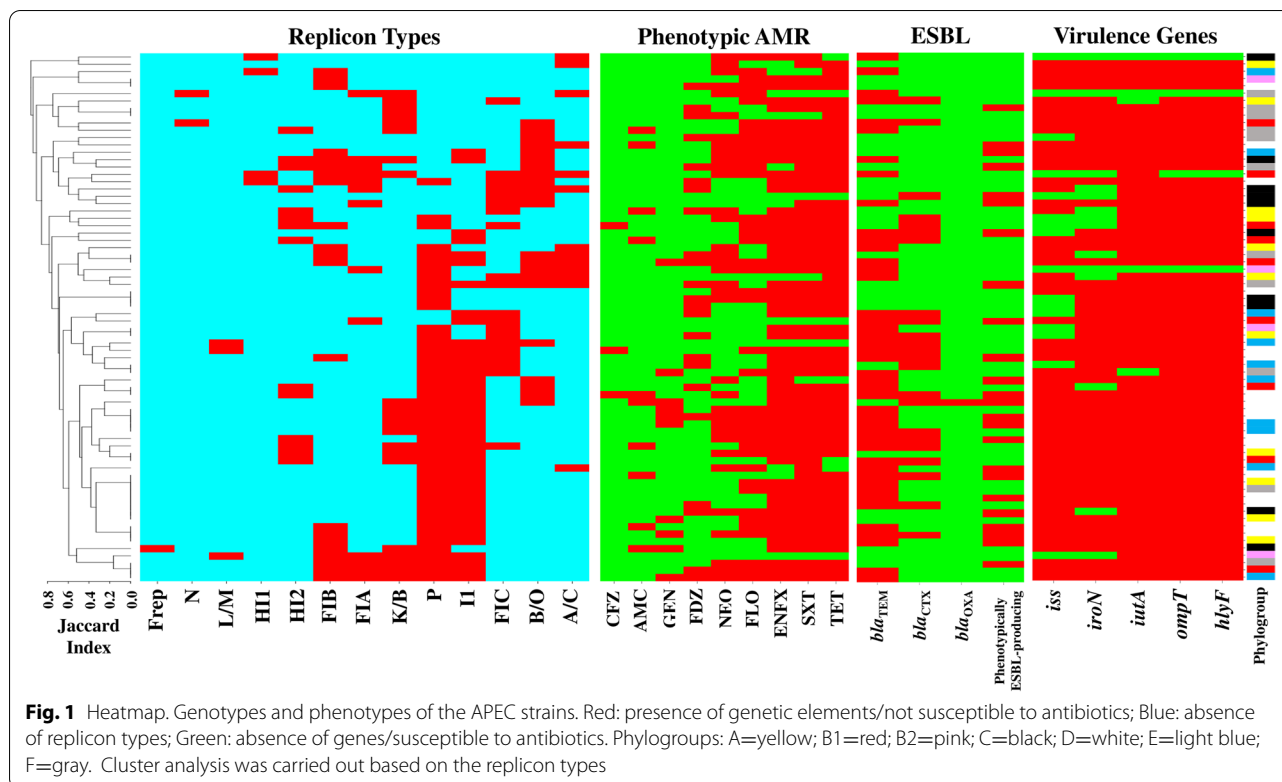 Replicon Types Phenotypic AMR ESBL Virulence Genes
0.8 0.6 0.4 0.2 0.0
Jaccard
Index
Frep N L/M HI1 HI2 FIB FIA K/B P I1 FIC B/O A/C
CFZ AMC GEN FDZ NEO FLO ENFX SXT TET
blaTEM blaCTX blaOXA Phenotypically
ESBL-producing
iss iroN iutA ompT hlyF
Phylogroup
Fig. 1 Heatmap. Genotypes and phenotypes of the APEC strains. Red: presence of genetic elements/not susceptible to antibiotics; Blue: absence
of replicon types; Green: absence of genes/susceptible to antibiotics. Phylogroups: A=yellow; B1=red; B2=pink; C=black; D=white; E=light blue;
F=gray. Cluster analysis was carried out based on the replicon types